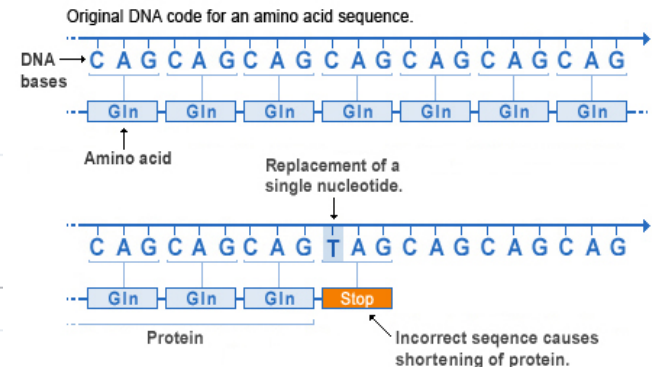 Original DNA code for an amino acid sequence.
DNA bases
C A G C A G C A G C A G C A G C A G C A G
Gln Gln Gln Gln Gln Gln Gln
Amino acid
Replacement of a
single nucleotide.
C A G C A G C A G T A G C A G C A G C A G
Gln Gln Gln Stop
Protein
Incorrect seqence causes
shortening of protein.